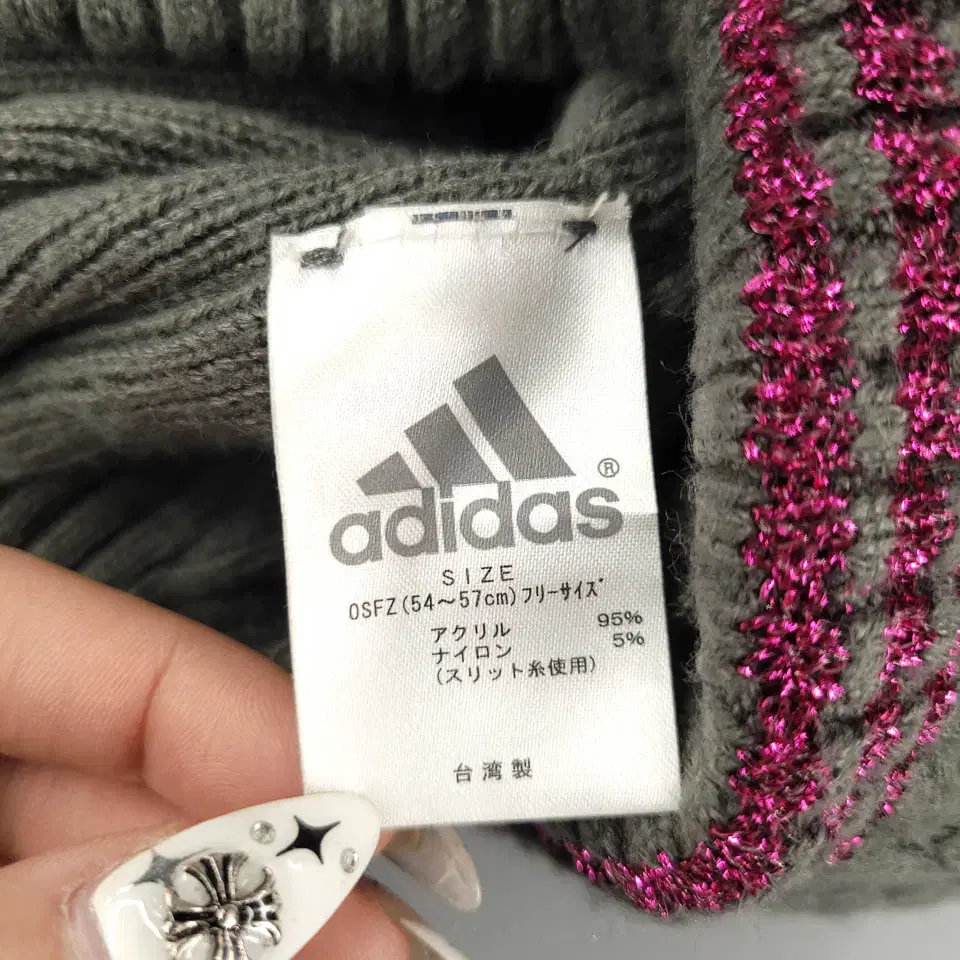 adidas®
SIZE
OSFZ(54～57cm)フリーサイズ
アクリル 95%
ナイロン 5%
(スリット糸使用)
台湾製